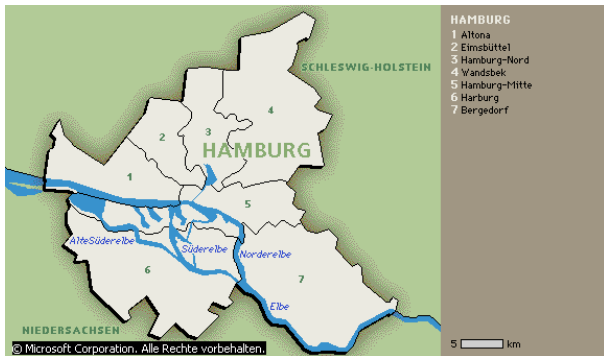 HAMBURG
1 Altona
2 Eimsbüttel
3 Hamburg-Nord
4 Wandsbek
5 Hamburg-Mitte
6 Harburg
7 Bergedorf
SCHLESWIG-HOLSTEIN
4
2
3
HAMBURG
1
5
AlteSüderelbe
Süderelbe
Norderelbe
6
7
Elbe
NIEDERSACHSEN
© Microsoft Corporation. Alle Rechte vorbehalten.
5 km